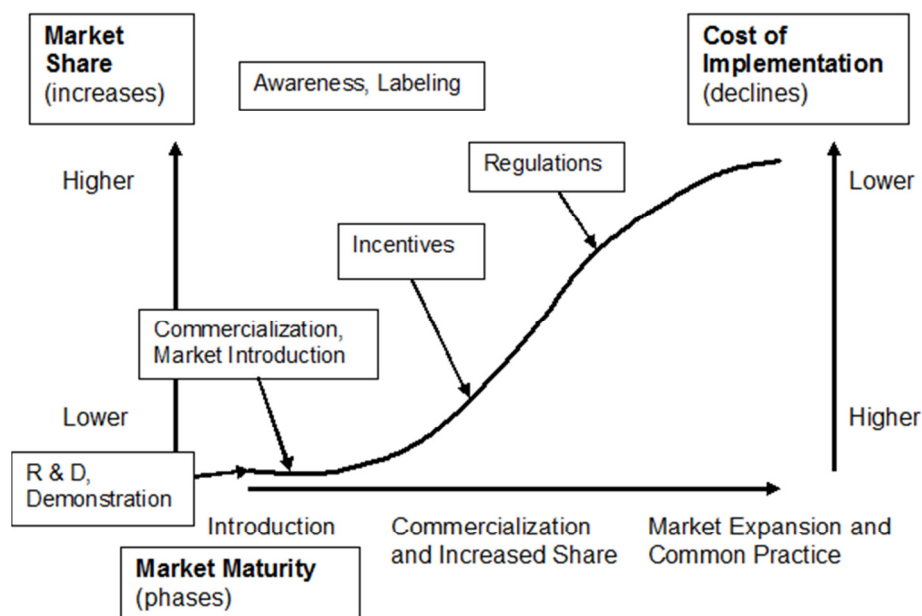 Market
Share
(increases)
Cost of
Implementation
(declines)
Awareness, Labeling
Regulations
Higher
Lower
Incentives
Commercialization,
Market Introduction
Lower
Higher
R & D,
Demonstration
Introduction
Commercialization
and Increased Share
Market Expansion and
Common Practice
Market Maturity
(phases)